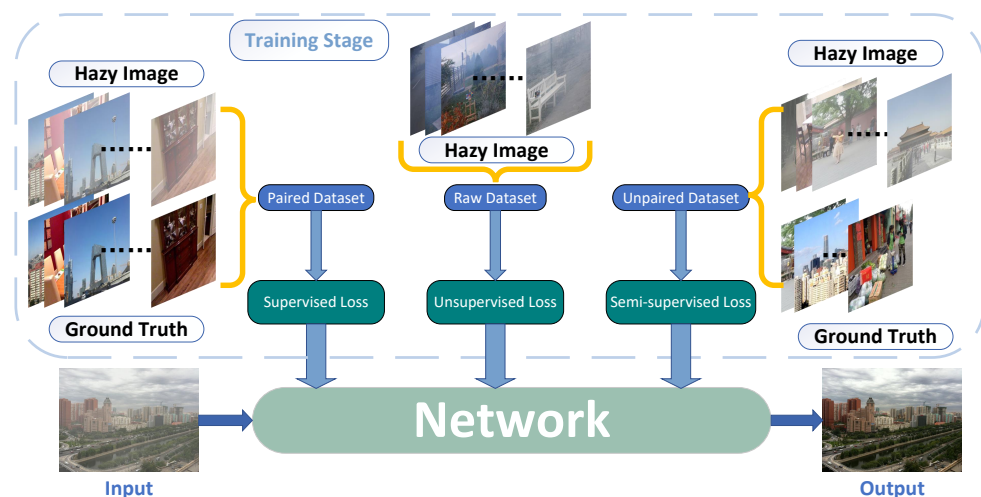 Training Stage
Hazy Image
Hazy Image
Hazy Image
Paired Dataset
Raw Dataset
Unpaired Dataset
Supervised Loss
Unsupervised Loss
Semi-supervised Loss
Ground Truth
Ground Truth
Network
Input
Output